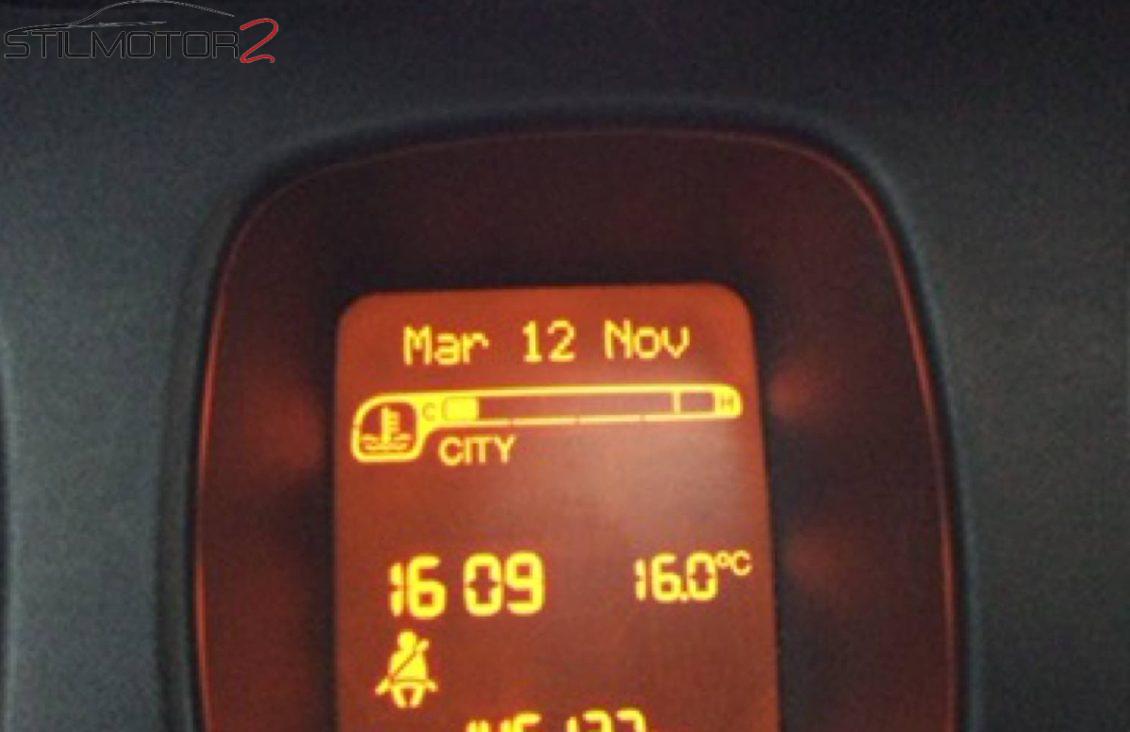 STILMOTOR2
Mar 12 Nov
C H
CITY
16 09 16.0°C